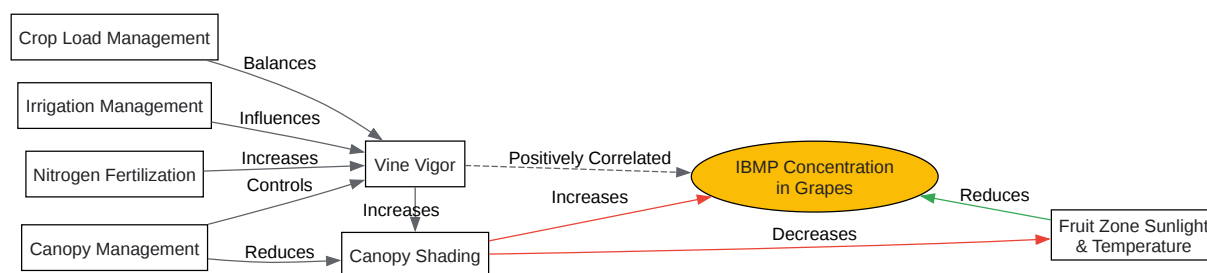 Crop Load Management
Balances
Irrigation Management
Influences
Nitrogen Fertilization
Increases
Vine Vigor
Positively Correlated
IBMP Concentration
in Grapes
Controls
Increases
Increases
Reduces
Canopy Management
Reduces
Canopy Shading
Decreases
Fruit Zone Sunlight
& Temperature